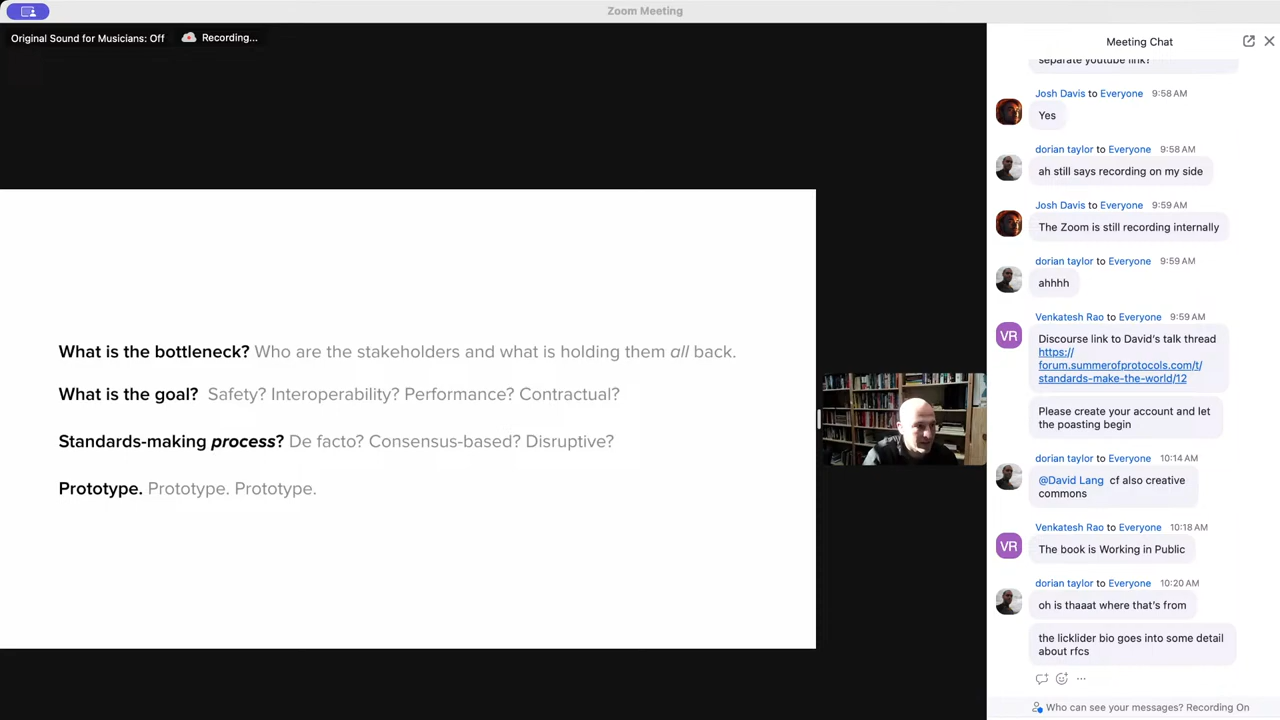 Zoom Meeting
Original Sound for Musicians: Off
Recording...
What is the bottleneck? Who are the stakeholders and what is holding them all back.
What is the goal? Safety? Interoperability? Performance? Contractual?
Standards-making process? De facto? Consensus-based? Disruptive?
Prototype. Prototype. Prototype.
Meeting Chat
separate youtube link?
Josh Davis to Everyone 9:58 AM
Yes
dorian taylor to Everyone 9:58 AM
ah still says recording on my side
Josh Davis to Everyone 9:59 AM
The Zoom is still recording internally
dorian taylor to Everyone 9:59 AM
ahhhh
VR
Venkatesh Rao to Everyone 9:59 AM
Discourse link to David's talk thread
https://
forum.summerofprotocols.com/t/
standards-make-the-world/12
Please create your account and let
the poasting begin
dorian taylor to Everyone 10:14 AM
@David Lang cf also creative
commons
Venkatesh Rao to Everyone 10:18 AM
VR
The book is Working in Public
dorian taylor to Everyone 10:20 AM
oh is thaaat where that's from
the licklider bio goes into some detail
about rfcs
Who can see your messages? Recording On